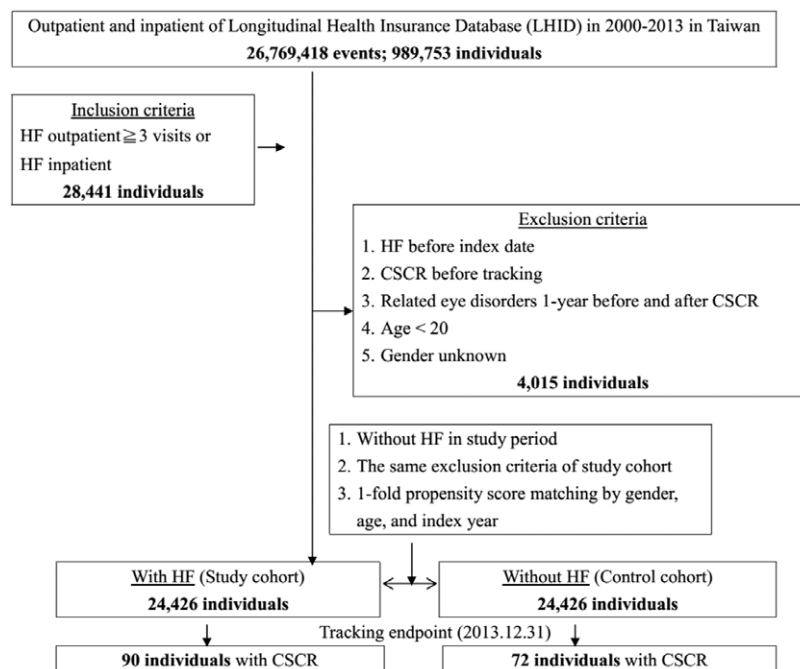 Outpatient and inpatient of Longitudinal Health Insurance Database (LHID) in 2000-2013 in Taiwan
26,769,418 events; 989,753 individuals
Inclusion criteria
HF outpatient≧3 visits or
HF inpatient
28,441 individuals
Exclusion criteria
1. HF before index date
2. CSCR before tracking
3. Related eye disorders 1-year before and after CSCR
4. Age < 20
5. Gender unknown
4,015 individuals
1. Without HF in study period
2. The same exclusion criteria of study cohort
3. 1-fold propensity score matching by gender,
age, and index year
With HF (Study cohort)
24,426 individuals
Without HF (Control cohort)
24,426 individuals
Tracking endpoint (2013.12.31)
90 individuals with CSCR
72 individuals with CSCR